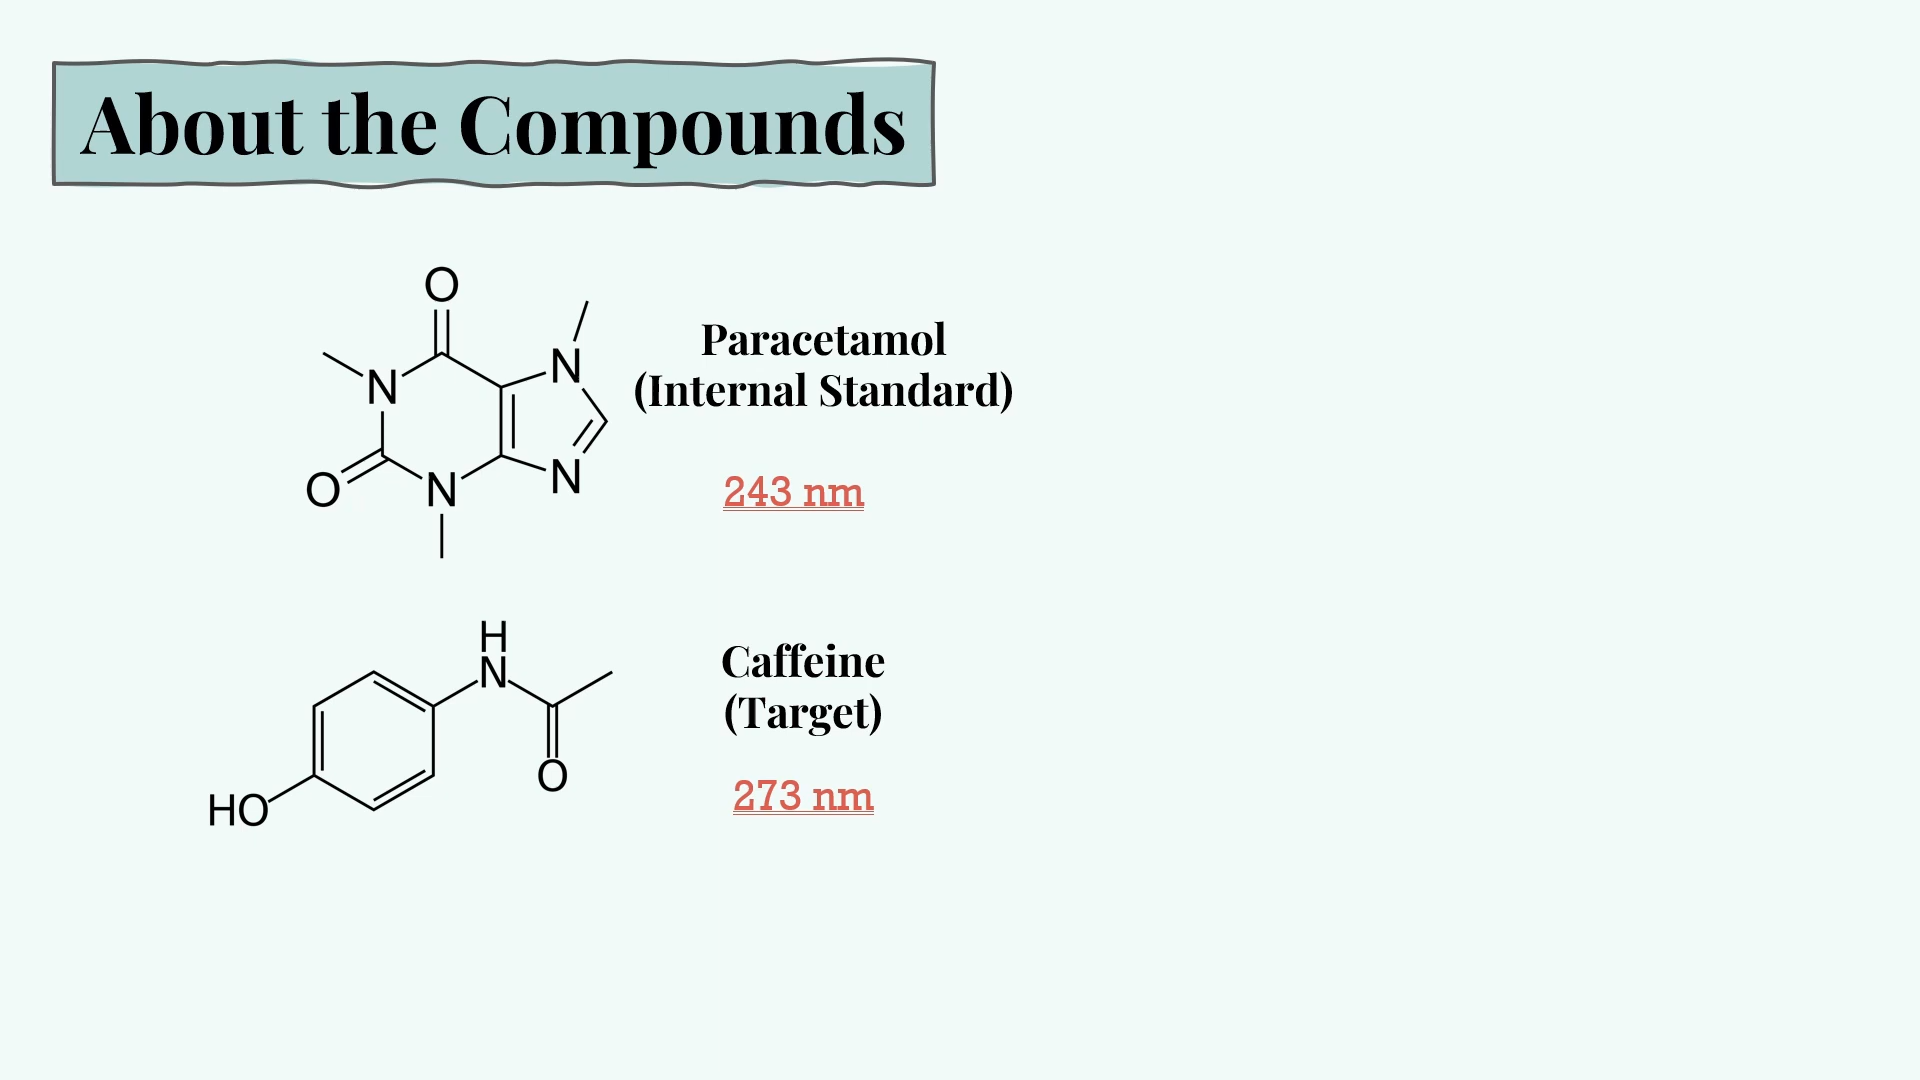 About the Compounds
O
N
N
O
N
N
Paracetamol
(Internal Standard)
243 nm
H
N
O
HO
Caffeine
(Target)
273 nm